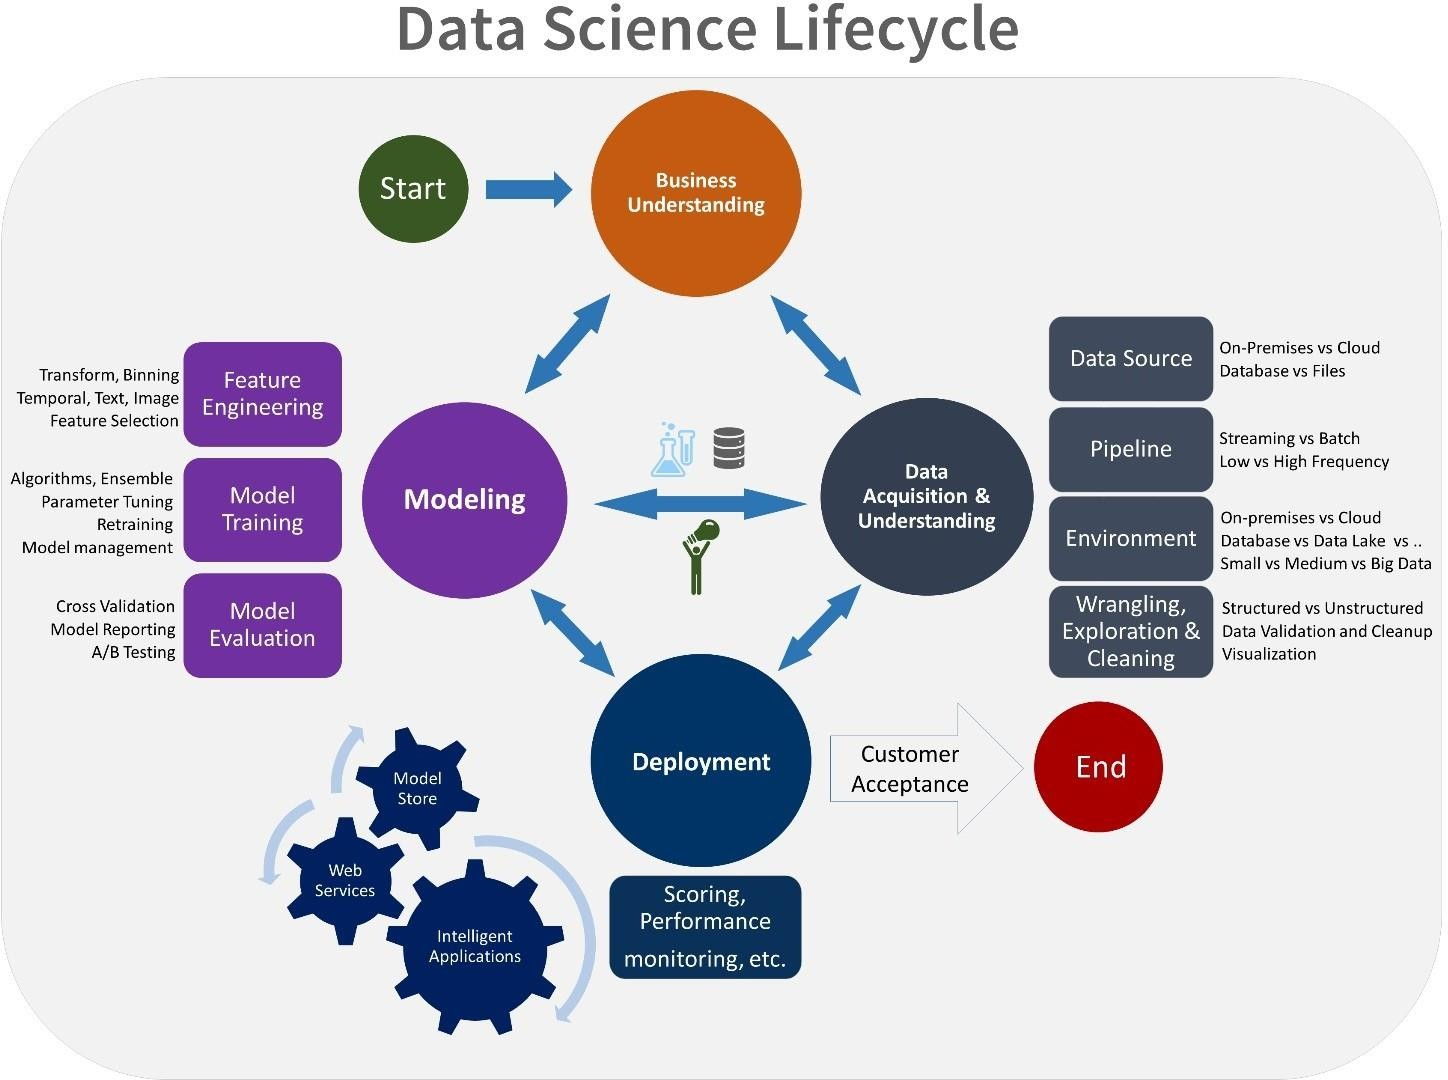 Data Science Lifecycle
Start
Business
Understanding
Transform, Binning
Temporal, Text, Image
Feature Selection
Feature
Engineering
Algorithms, Ensemble
Parameter Tuning
Retraining
Model management
Model
Training
Cross Validation
Model Reporting
A/B Testing
Model
Evaluation
Modeling
Data
Acquisition &
Understanding
Data Source
On-Premises vs Cloud
Database vs Files
Pipeline
Streaming vs Batch
Low vs High Frequency
Environment
On-premises vs Cloud
Database vs Data Lake vs ..
Small vs Medium vs Big Data
Wrangling,
Exploration &
Cleaning
Structured vs Unstructured
Data Validation and Cleanup
Visualization
Deployment
Customer
Acceptance
End
Model
Store
Web
Services
Intelligent
Applications
Scoring,
Performance
monitoring, etc.